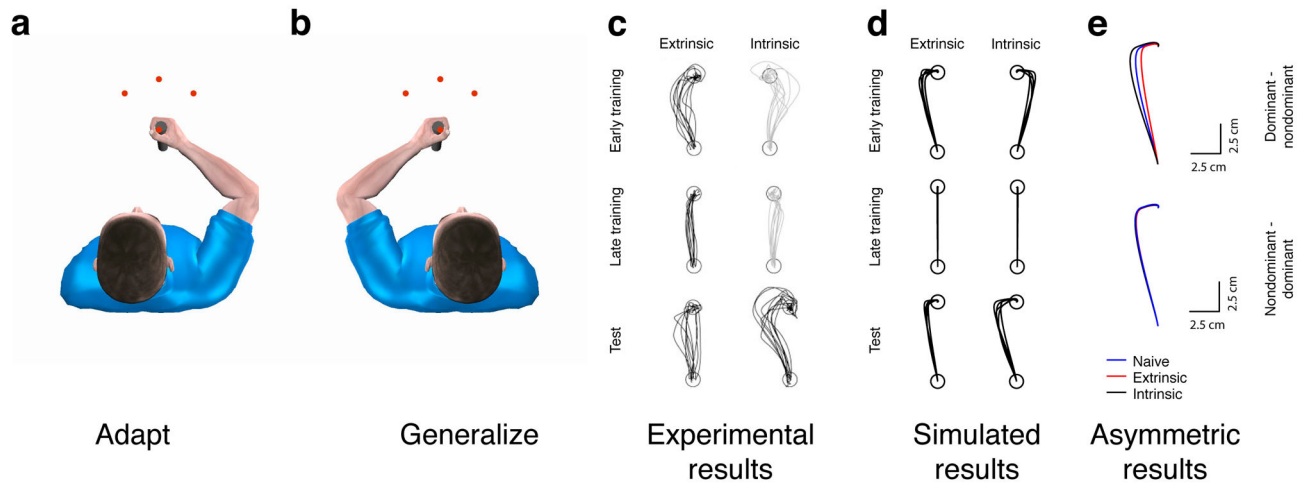 a
b
c
d
e
Extrinsic
Intrinsic
Extrinsic
Intrinsic
Early training
Late training
Test
Early training
Late training
Test
2.5 cm
2.5 cm
Dominant -
nondominant
2.5 cm
2.5 cm
Nondominant -
dominant
Naive
Extrinsic
Intrinsic
Adapt
Generalize
Experimental
results
Simulated
results
Asymmetric
results